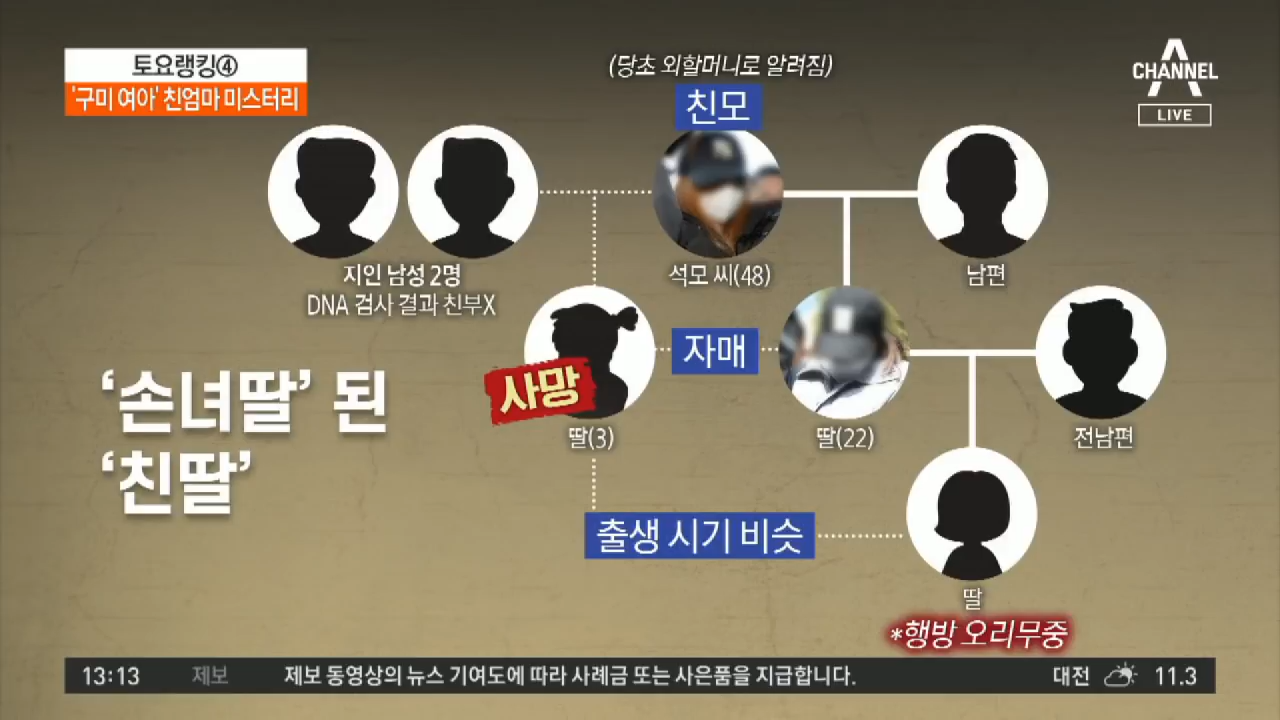 토요랭킹④
'구미 여아' 친엄마 미스터리
(당초 외할머니로 알려짐)
친모
CHANNEL
LIVE
지인 남성 2명
DNA 검사 결과 친부X
석모 씨(48)
남편
자매
사망
딸(3)
딸(22)
전남편
'손녀딸' 된
'친딸'
출생 시기 비슷
딸
*행방 오리무중
13:13 제보 제보 동영상의 뉴스 기여도에 따라 사례금 또는 사은품을 지급합니다. 대전 11.3